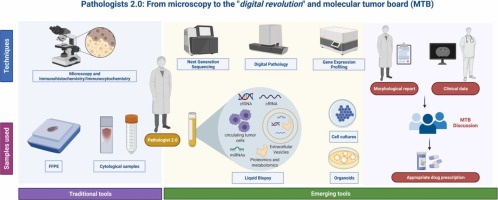 Pathologists 2.0: From microscopy to the "digital revolution" and molecular tumor board (MTB)
Techniques
Microscopy and
Immunohistochemistry/Immunocytochemistry
Next Generation
Sequencing
Digital Pathology
Gene Expression
Profiling
Morphological report
Clinical data
MTB
Discussion
Appropriate drug prescription
Samples used
FFPE
Cytological samples
Pathologist 2.0
ctDNA
cfRNA
circulating tumor
cells
miRNAs
Extracellular
Vesicles
Proteomics and
metabolomics
Liquid Biopsy
Cell cultures
Organoids
Traditional tools
Emerging tools